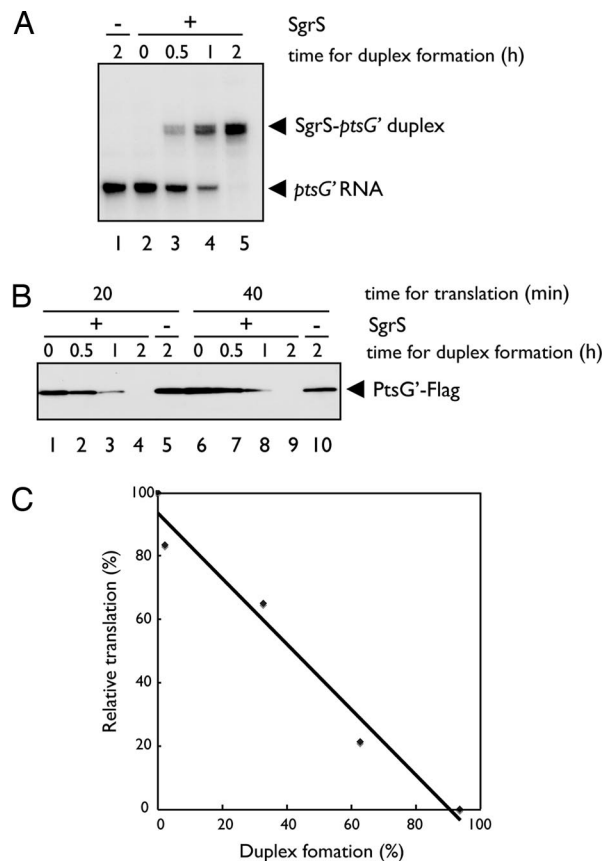 A
- + SgrS
2 0 0.5 1 2 time for duplex formation (h)
SgrS-ptsG' duplex
ptsG' RNA
1 2 3 4 5
B
20 40 time for translation (min)
+ - + - SgrS
0 0.5 1 2 2 0 0.5 1 2 2 time for duplex formation (h)
PtsG'-Flag
1 2 3 4 5 6 7 8 9 10
C
100
80
60
40
20
0
Relative translation (%)
0 20 40 60 80 100
Duplex fomation (%)